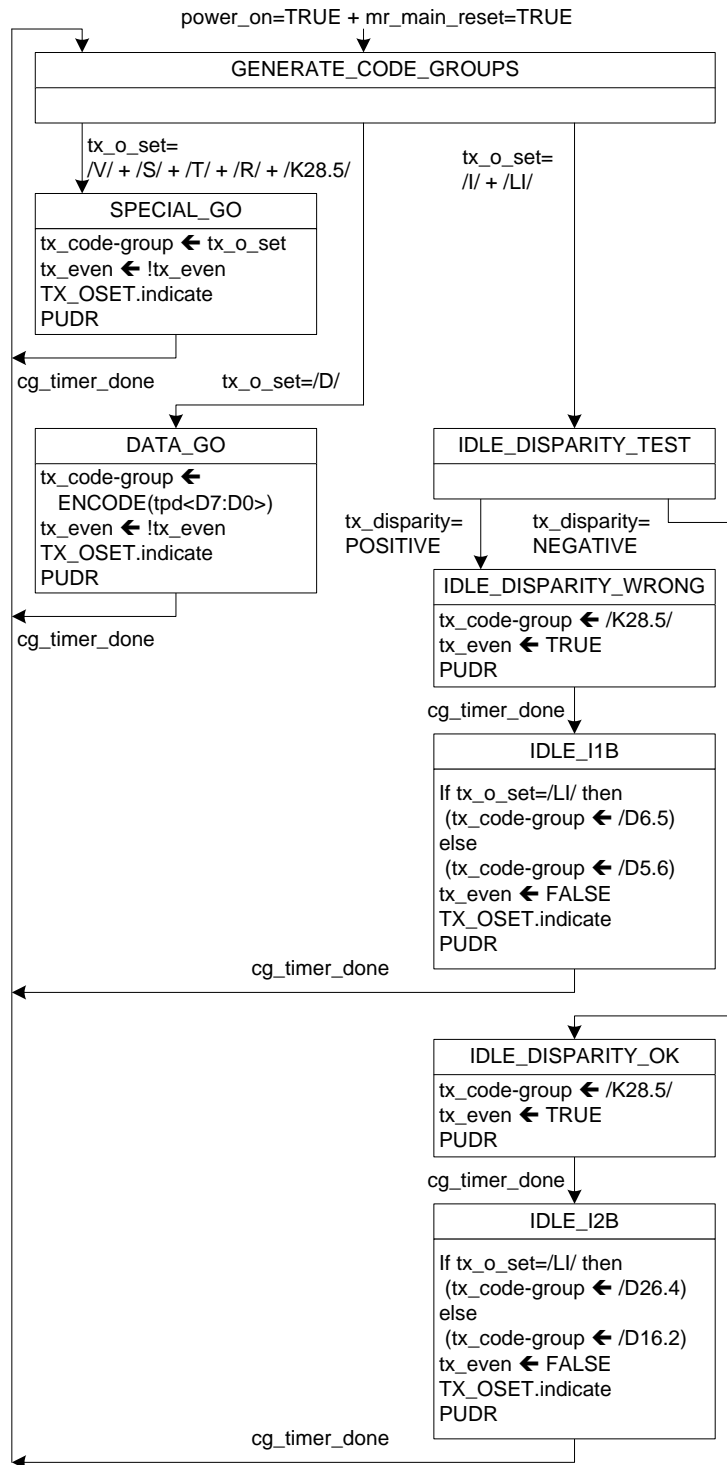 power_on=TRUE + mr_main_reset=TRUE
GENERATE_CODE_GROUPS
tx_o_set=
/V/ + /S/ + /T/ + /R/ + /K28.5/
tx_o_set=
/I/ + /LI/
SPECIAL_GO
tx_code-group 🡸 tx_o_set
tx_even 🡸 !tx_even
TX_OSET.indicate
PUDR
cg_timer_done
tx_o_set=/D/
DATA_GO
tx_code-group 🡸
ENCODE(tpd<D7:D0>)
tx_even 🡸 !tx_even
TX_OSET.indicate
PUDR
cg_timer_done
IDLE_DISPARITY_TEST
tx_disparity=
POSITIVE
tx_disparity=
NEGATIVE
IDLE_DISPARITY_WRONG
tx_code-group 🡸 /K28.5/
tx_even 🡸 TRUE
PUDR
cg_timer_done
IDLE_I1B
If tx_o_set=/LI/ then
(tx_code-group 🡸 /D6.5)
else
(tx_code-group 🡸 /D5.6)
tx_even 🡸 FALSE
TX_OSET.indicate
PUDR
cg_timer_done
IDLE_DISPARITY_OK
tx_code-group 🡸 /K28.5/
tx_even 🡸 TRUE
PUDR
cg_timer_done
IDLE_I2B
If tx_o_set=/LI/ then
(tx_code-group 🡸 /D26.4)
else
(tx_code-group 🡸 /D16.2)
tx_even 🡸 FALSE
TX_OSET.indicate
PUDR
cg_timer_done